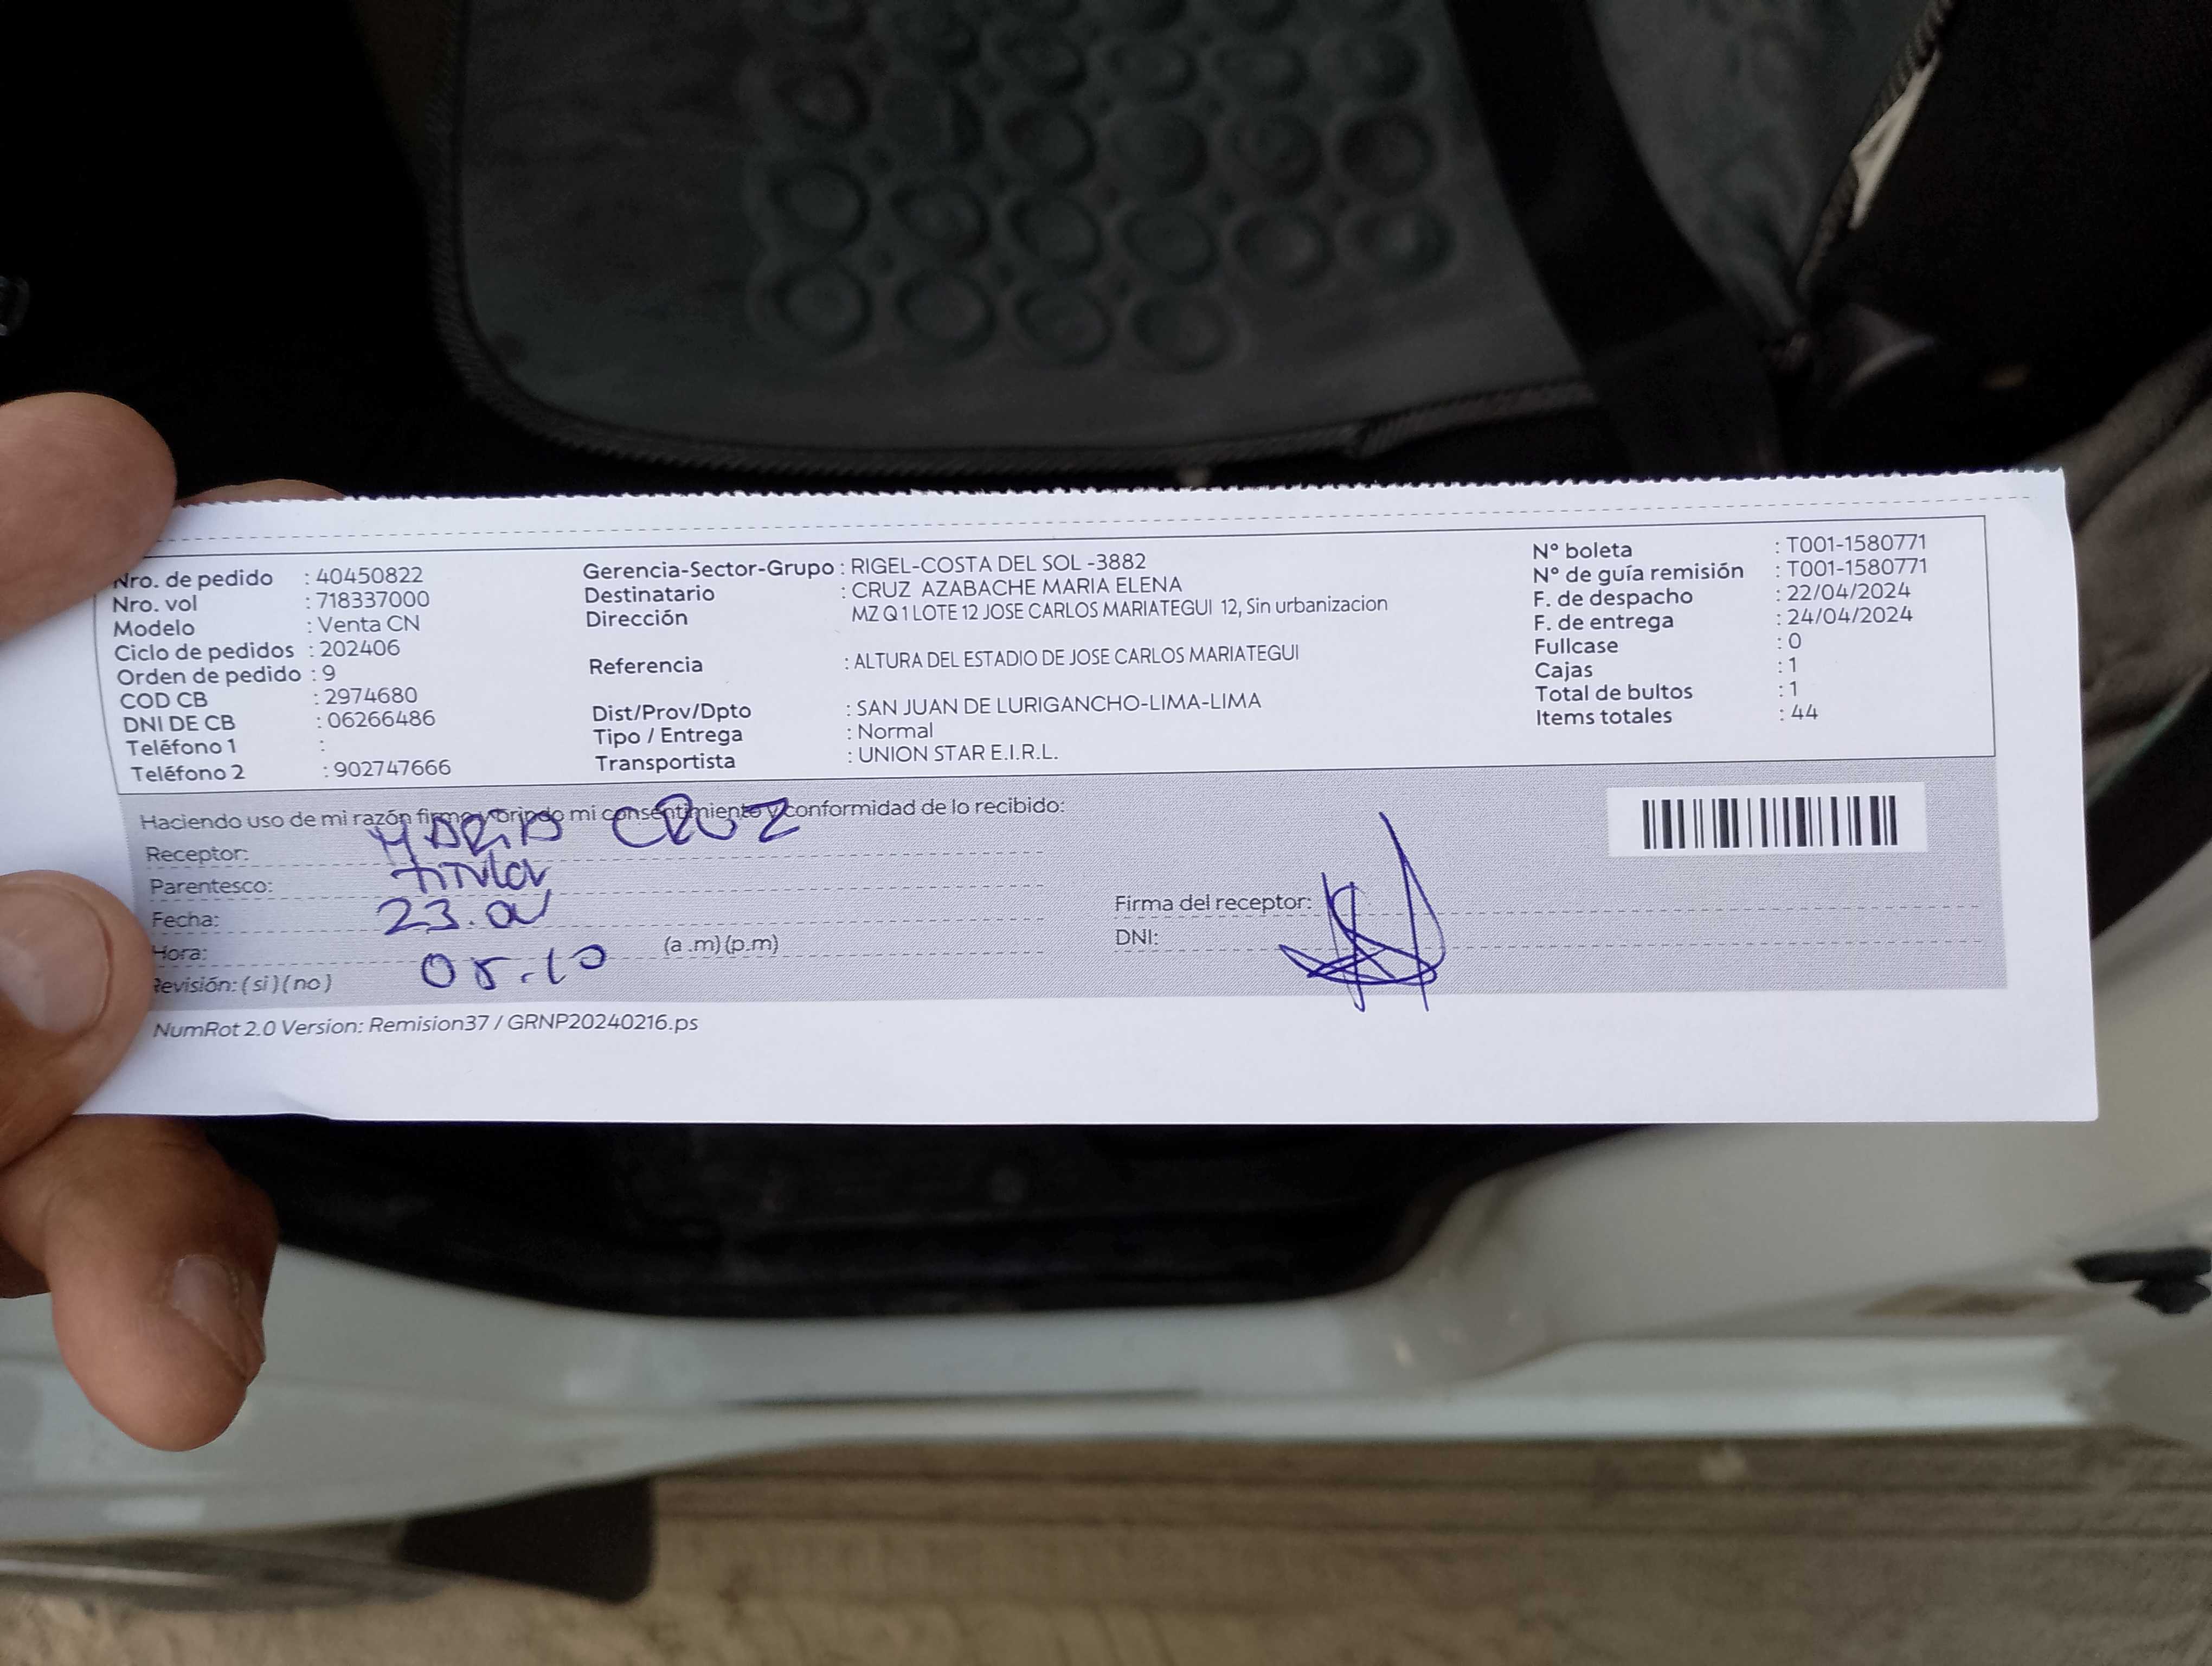 Nro. de pedido : 40450822
Nro. vol : 718337000
Modelo : Venta CN
Ciclo de pedidos : 202406
Orden de pedido : 9
COD CB : 2974680
DNI DE CB : 06266486
Teléfono 1 :
Teléfono 2 : 902747666
Gerencia-Sector-Grupo : RIGEL-COSTA DEL SOL -3882
Destinatario : CRUZ AZABACHE MARIA ELENA
Dirección MZ Q 1 LOTE 12 JOSE CARLOS MARIATEGUI 12, Sin urbanizacion
Referencia : ALTURA DEL ESTADIO DE JOSE CARLOS MARIATEGUI
Dist/Prov/Dpto : SAN JUAN DE LURIGANCHO-LIMA-LIMA
Tipo / Entrega : Normal
Transportista : UNION STAR E.I.R.L.
N° boleta : T001-1580771
N° de guía remisión : T001-1580771
F. de despacho : 22/04/2024
F. de entrega : 24/04/2024
Fullcase : 0
Cajas : 1
Total de bultos : 1
Items totales : 44
Haciendo uso de mi razón firmo y brindo mi consentimiento y conformidad de lo recibido:
Receptor: MARIA CRUZ
Parentesco: titular
Fecha: 23.04
Hora: (a .m) (p.m)
Revisión: ( si ) ( no )
Firma del receptor:
DNI:
NumRot 2.0 Version: Remision37 / GRNP20240216.ps